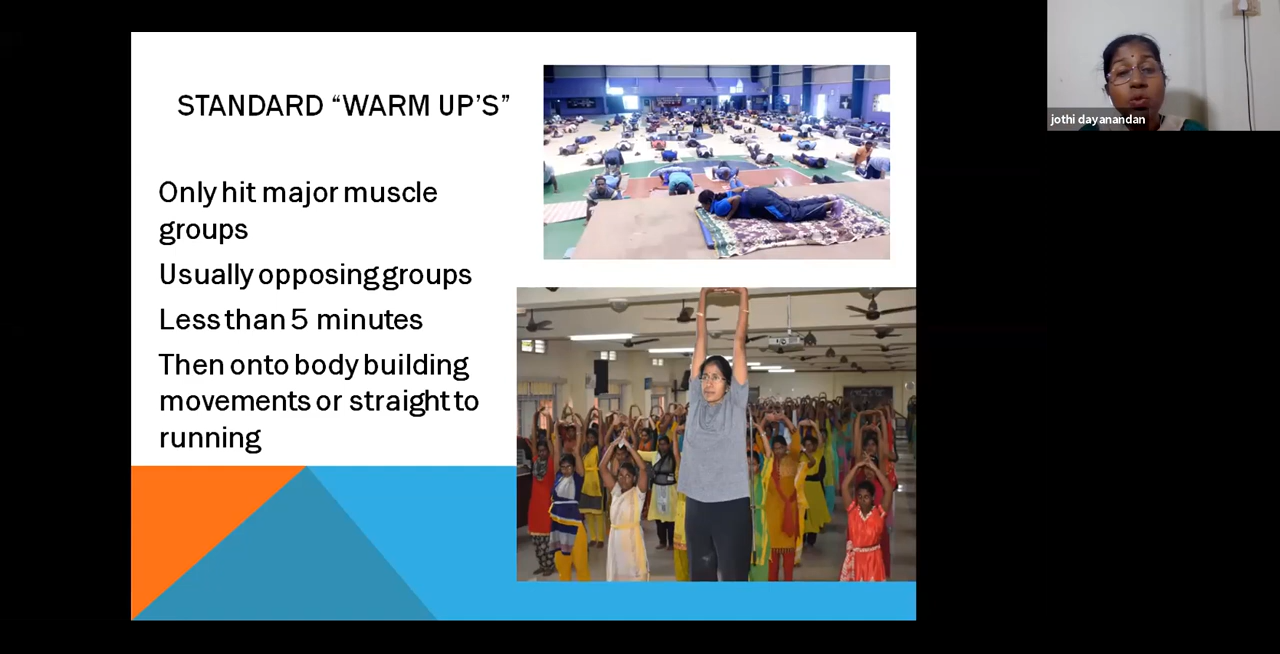 STANDARD “WARM UP’S”
Only hit major muscle
groups
Usually opposing groups
Less than 5 minutes
Then onto body building
movements or straight to
running
jothi dayanandan